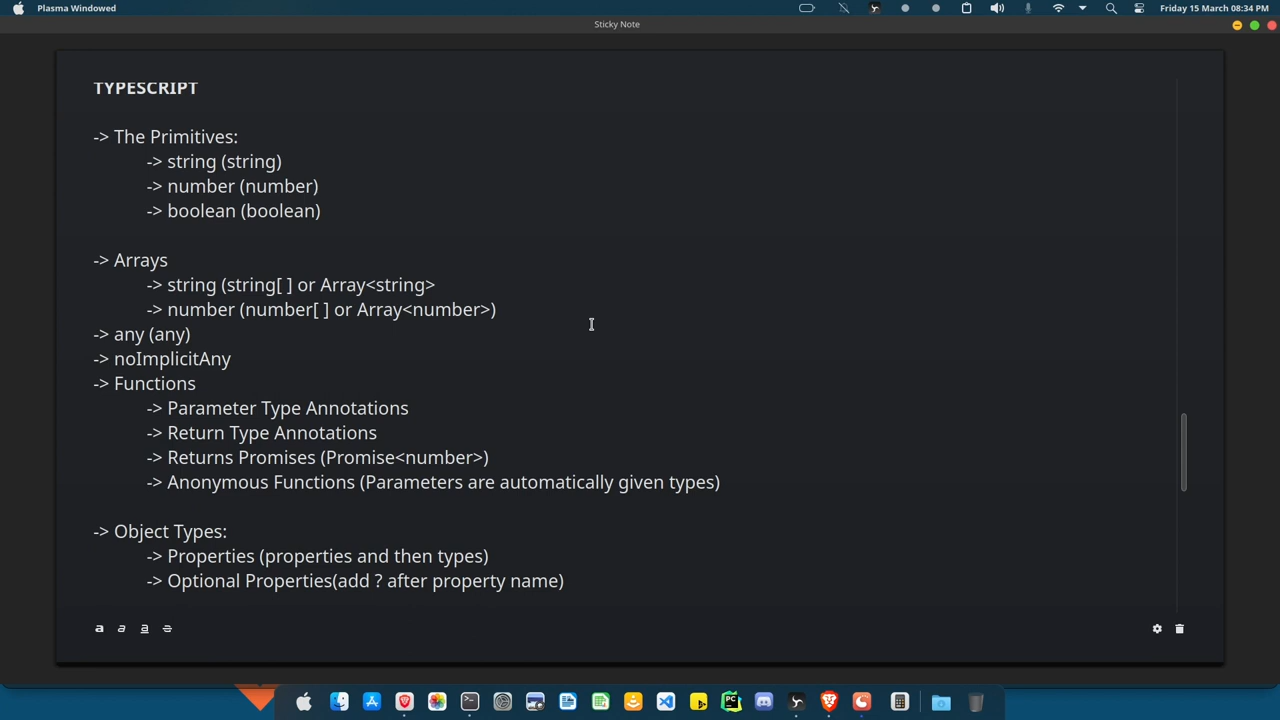 Plasma Windowed
Friday 15 March 08:34 PM
Sticky Note
TYPESCRIPT
-> The Primitives:
-> string (string)
-> number (number)
-> boolean (boolean)
-> Arrays
-> string (string[ ] or Array<string>
-> number (number[ ] or Array<number>)
-> any (any)
-> noImplicitAny
-> Functions
-> Parameter Type Annotations
-> Return Type Annotations
-> Returns Promises (Promise<number>)
-> Anonymous Functions (Parameters are automatically given types)
-> Object Types:
-> Properties (properties and then types)
-> Optional Properties(add ? after property name)
a a a
PC